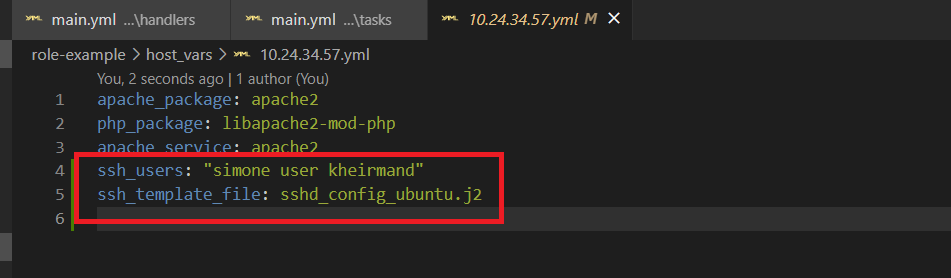 main.yml ...\handlers
main.yml ...\tasks
10.24.34.57.yml M
role-example > host_vars > 10.24.34.57.yml
You, 2 seconds ago | 1 author (You)
1 apache_package: apache2
2 php_package: libapache2-mod-php
3 apache_service: apache2
4 ssh_users: "simone user kheirmand"
5 ssh_template_file: sshd_config_ubuntu.j2
6